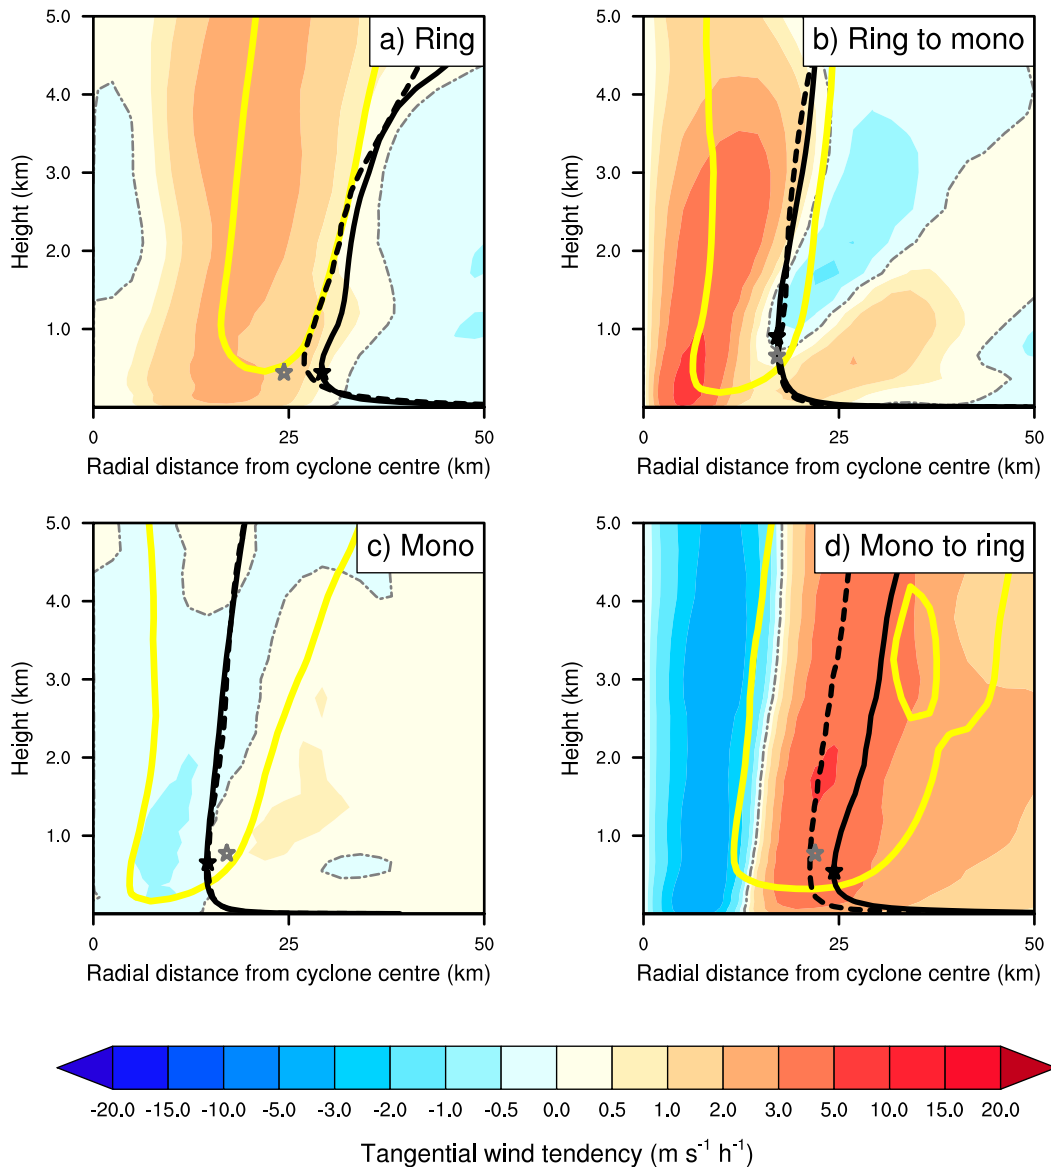 a) Ring
b) Ring to mono
5.0
4.0
3.0
2.0
1.0
Height (km)
0
25
50
Radial distance from cyclone centre (km)
5.0
4.0
3.0
2.0
1.0
Height (km)
0
25
50
Radial distance from cyclone centre (km)
c) Mono
d) Mono to ring
5.0
4.0
3.0
2.0
1.0
Height (km)
0
25
50
Radial distance from cyclone centre (km)
5.0
4.0
3.0
2.0
1.0
Height (km)
0
25
50
Radial distance from cyclone centre (km)
-20.0 -15.0 -10.0 -5.0 -3.0 -2.0 -1.0 -0.5 0.0 0.5 1.0 2.0 3.0 5.0 10.0 15.0 20.0
Tangential wind tendency (m s⁻¹ h⁻¹)